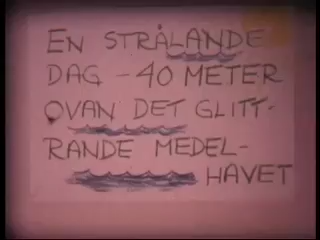 EN STRÅLANDE
DAG - 40 METER
OVAN DET GLITT-
RANDE MEDEL-
HAVET